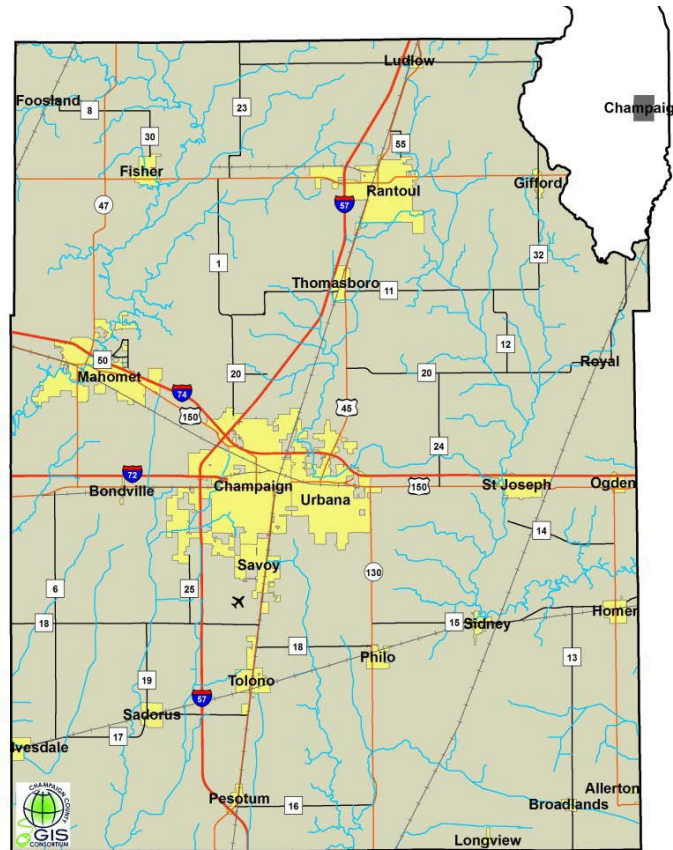 Ludlow
Foosland
8
23
Champaig
30
55
Fisher
Rantoul
Gifford
47
57
32
1
Thomasboro
11
12
50
Royal
Mahomet
20
20
74
150
45
24
72
Champaign
St Joseph
Ogden
Bondville
Urbana
150
14
Savoy
130
6
25
Homer
18
15
Sidney
18
Philo
13
19
Tolono
57
Sadorus
17
lvesdale
CHAMPAIGN COUNTY
GIS
CONSORTIUM
Pesotum
16
Allerton
Broadlands
Longview